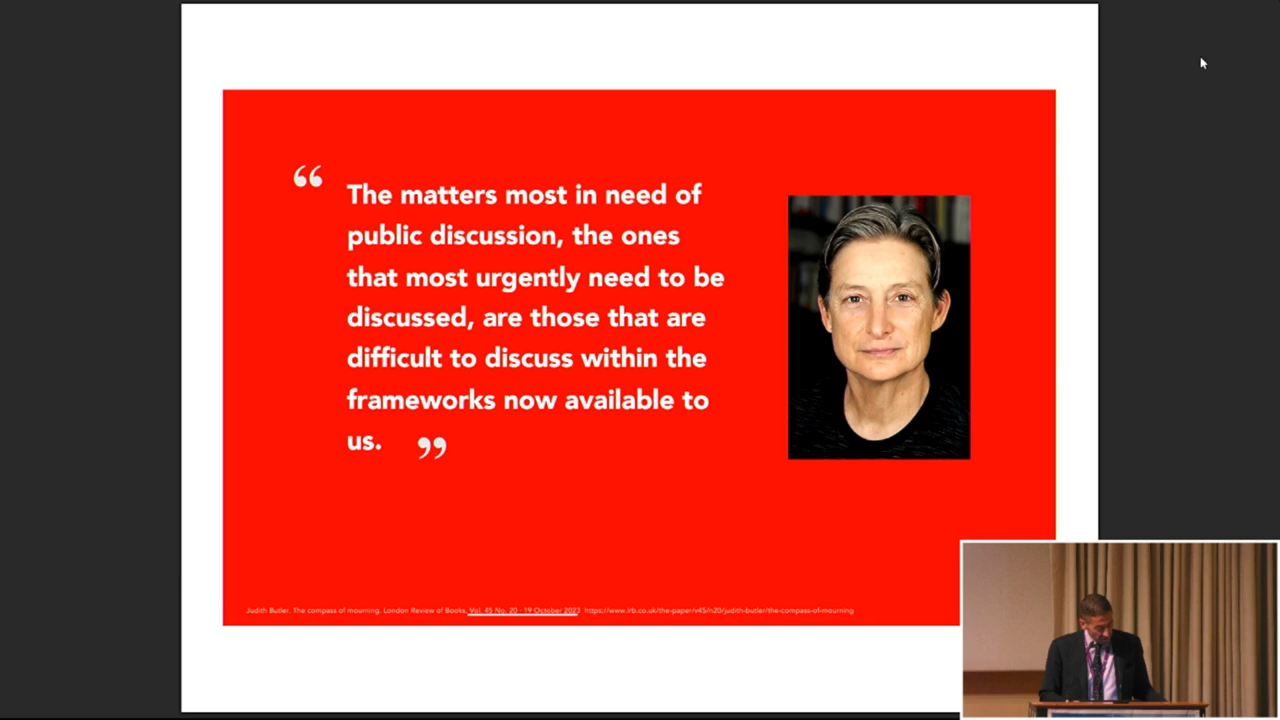 “ The matters most in need of
public discussion, the ones
that most urgently need to be
discussed, are those that are
difficult to discuss within the
frameworks now available to
us. ”
Judith Butler. The compass of mourning. London Review of Books. Vol. 45 No. 20 · 19 October 2023 https://www.lrb.co.uk/the-paper/v45/n20/judith-butler/the-compass-of-mourning